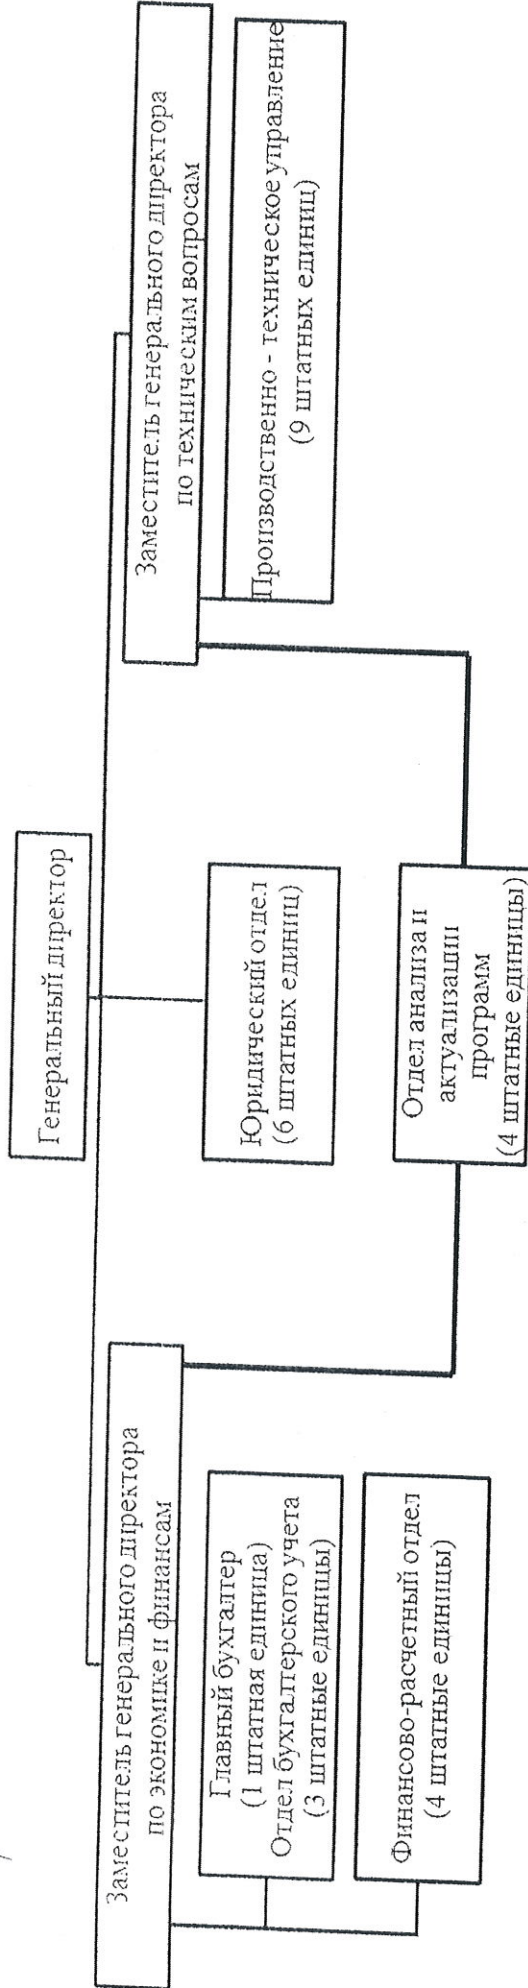 Генеральный директор
Заместитель генерального директора
по экономике и финансам
Заместитель генерального директора
по техническим вопросам
Главный бухгалтер
(1 штатная единица)
Отдел бухгалтерского учета
(3 штатные единицы)
Финансово-расчетный отдел
(4 штатные единицы)
Юридический отдел
(6 штатных единиц)
Отдел анализа и
актуализации
программ
(4 штатные единицы)
Производственно - техническое управление
(9 штатных единиц)